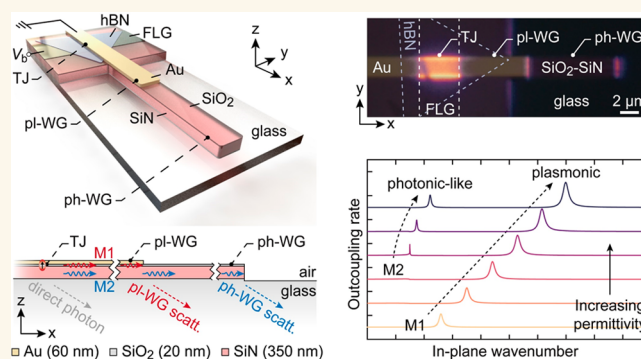 hBN
FLG
V_b
TJ
Au
pl-WG
SiO₂
SiN
glass
ph-WG
z
y
x
TJ
pl-WG
ph-WG
M1
M2
air
glass
direct photon
pl-WG scatt.
ph-WG scatt.
z
x
Au (60 nm) SiO₂ (20 nm) SiN (350 nm)
hBN
TJ
pl-WG
ph-WG
Au
SiO₂-SiN
FLG
glass
2 μm
y
x
Outcoupling rate
photonic-like
plasmonic
M2
M1
Increasing
permittivity
In-plane wavenumber